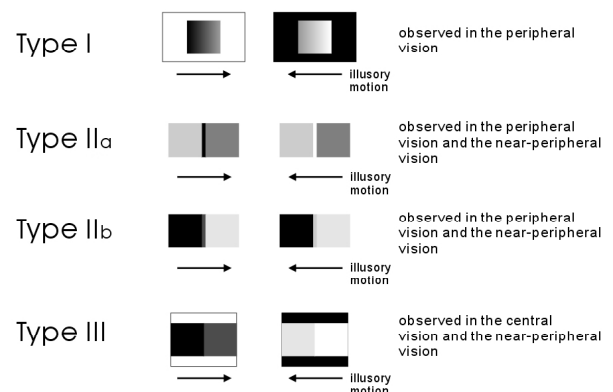 Type I
observed in the peripheral
vision
illusory
motion
Type IIa
observed in the peripheral
vision and the near-peripheral
vision
illusory
motion
Type IIb
observed in the peripheral
vision and the near-peripheral
vision
illusory
motion
Type III
observed in the central
vision and the near-peripheral
vision
illusory
motion